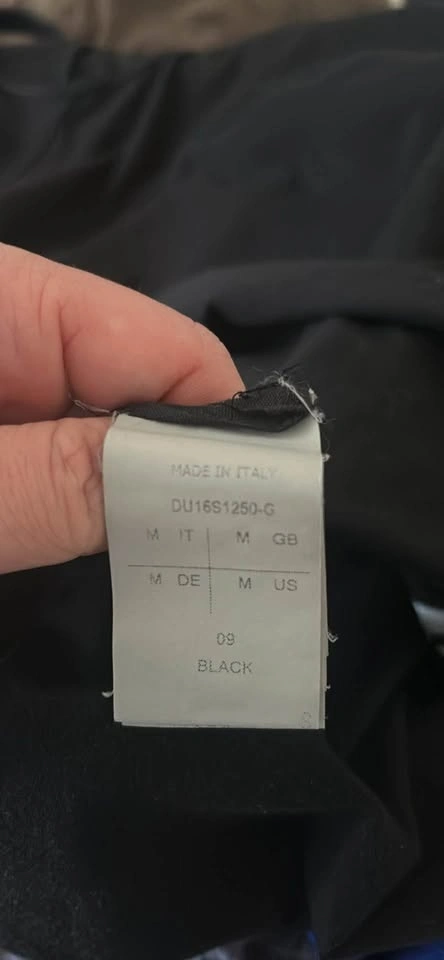 MADE IN ITALY
DU16S1250-G
M IT M GB
M DE M US
09
BLACK